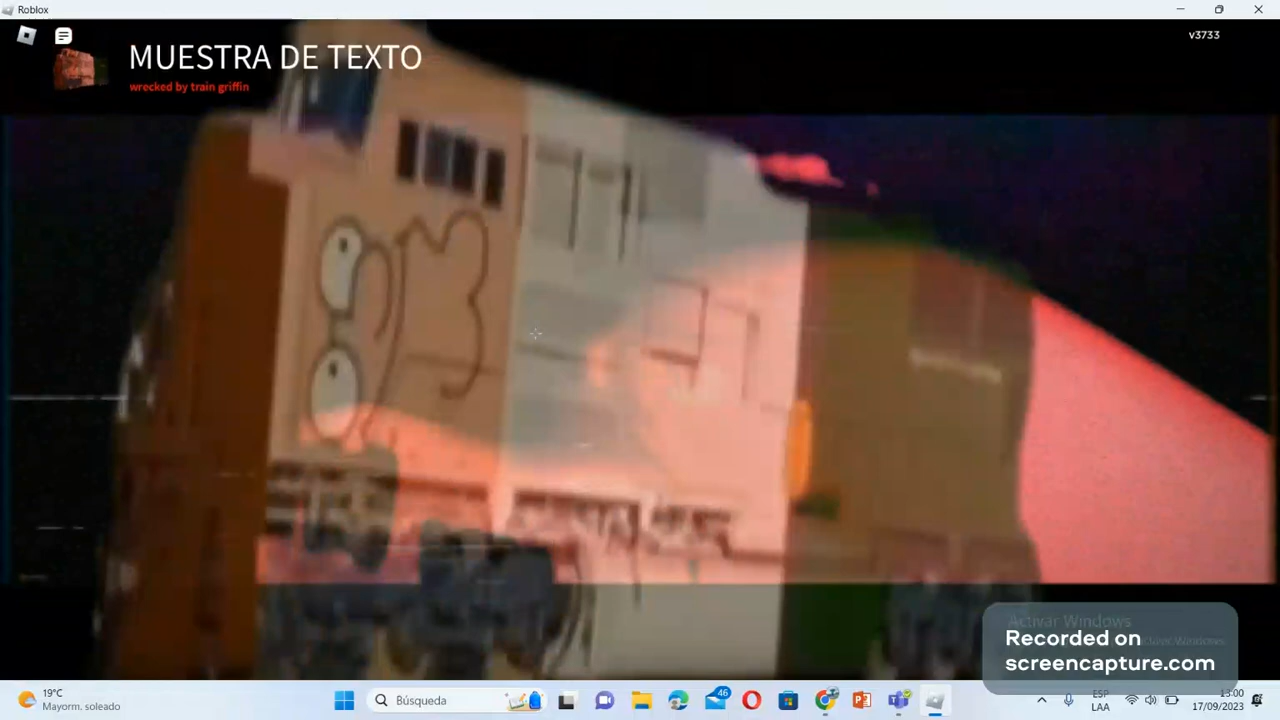 Roblox
v3733
MUESTRA DE TEXTO
wrecked by train griffin
Activar Windows
Recorded on
screencapture.com
19°C
Mayorm. soleado
Búsqueda
46
ESP
LAA
13:00
17/09/2023